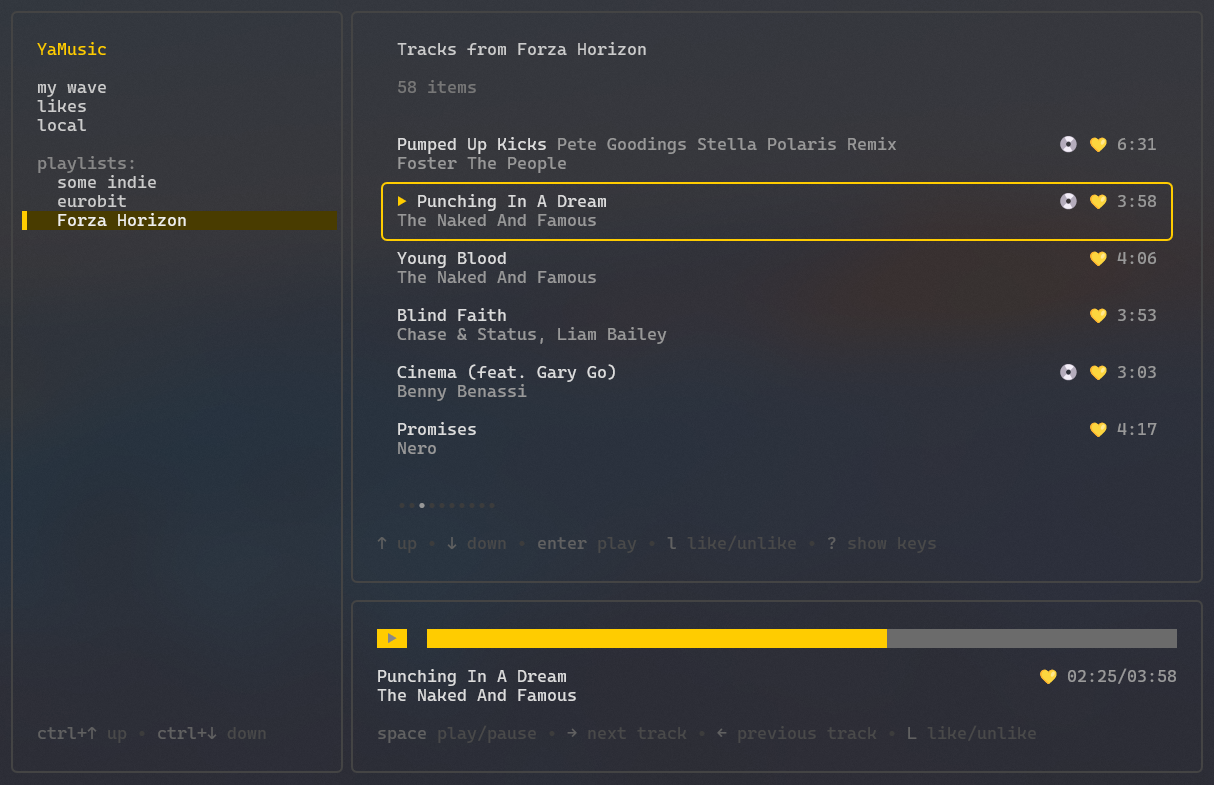 YaMusic
my wave
likes
local
playlists:
some indie
eurobit
Forza Horizon
ctrl+↑ up • ctrl+↓ down
Tracks from Forza Horizon
58 items
Pumped Up Kicks Pete Goodings Stella Polaris Remix 6:31
Foster The People
Punching In A Dream 3:58
The Naked And Famous
Young Blood 4:06
The Naked And Famous
Blind Faith 3:53
Chase & Status, Liam Bailey
Cinema (feat. Gary Go) 3:03
Benny Benassi
Promises 4:17
Nero
↑ up • ↓ down • enter play • l like/unlike • ? show keys
Punching In A Dream 02:25/03:58
The Naked And Famous
space play/pause • → next track • ← previous track • L like/unlike